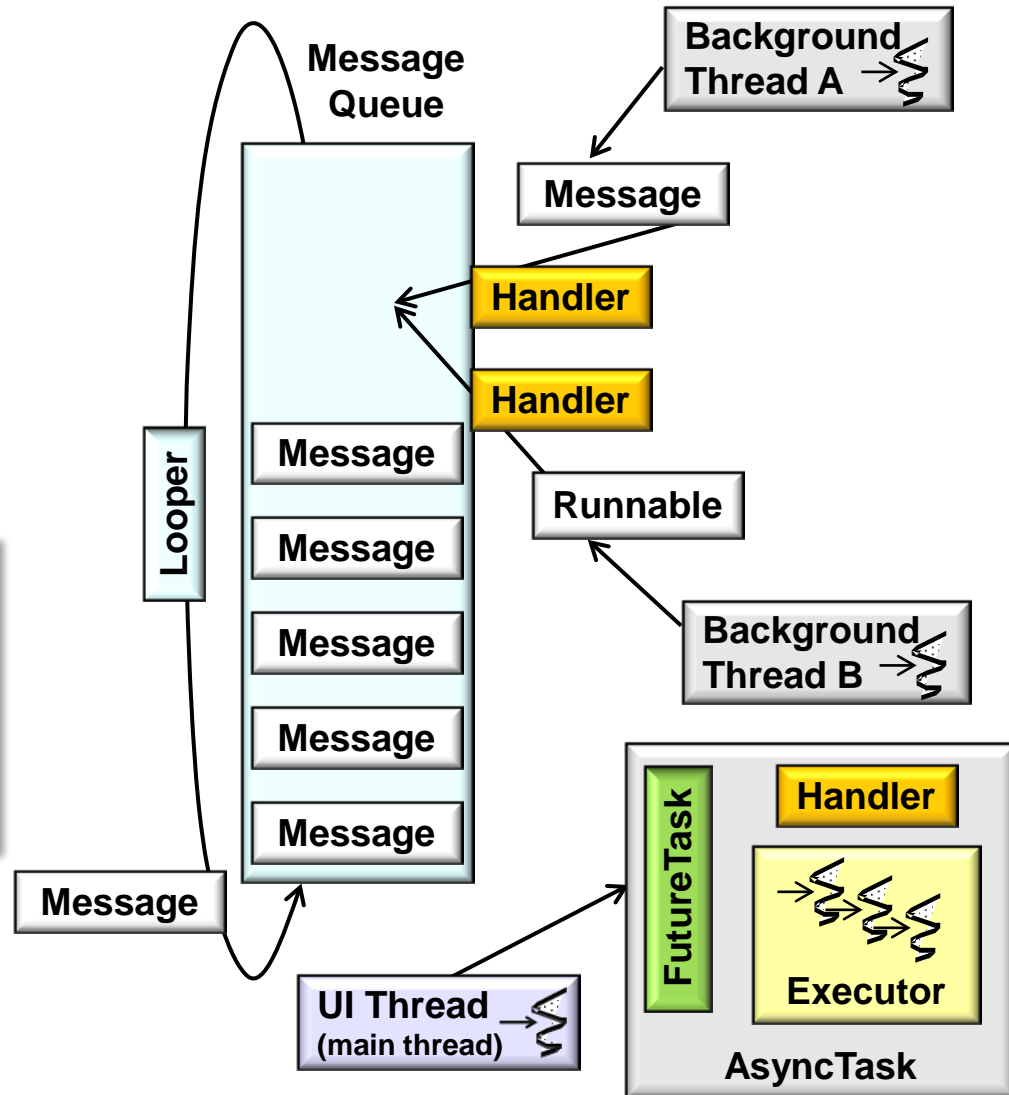 Message
Queue
Background
Thread A
Message
Handler
Handler
Message
Runnable
Looper
Message
Message
Background
Thread B
Message
Message
Message
UI Thread
(main thread)
FutureTask
Handler
Executor
AsyncTask